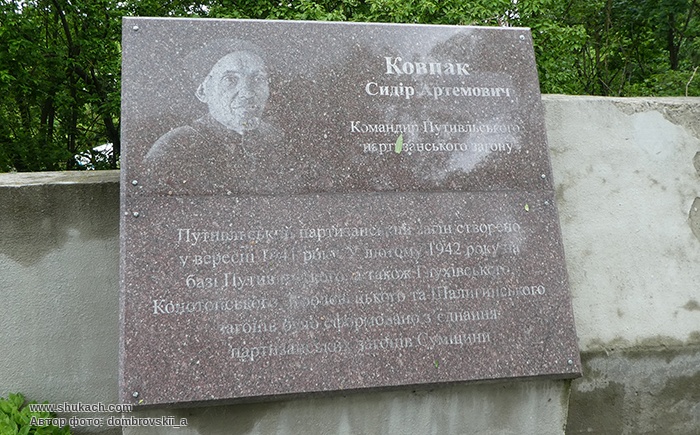 Ковпак
Сидір Артемович
Командир Путивльського
партизанського загону
Путивльський партизанський загін створено
у вересні 1941 року. У лютому 1942 року на
базі Путивльського, а також Глухівського,
Конотопського, Кролевецького та Шалигинського
загонів було сформовано з'єднання
партизанських загонів Сумщини
www.shukach.com
Автор фото: dombrovskii_a